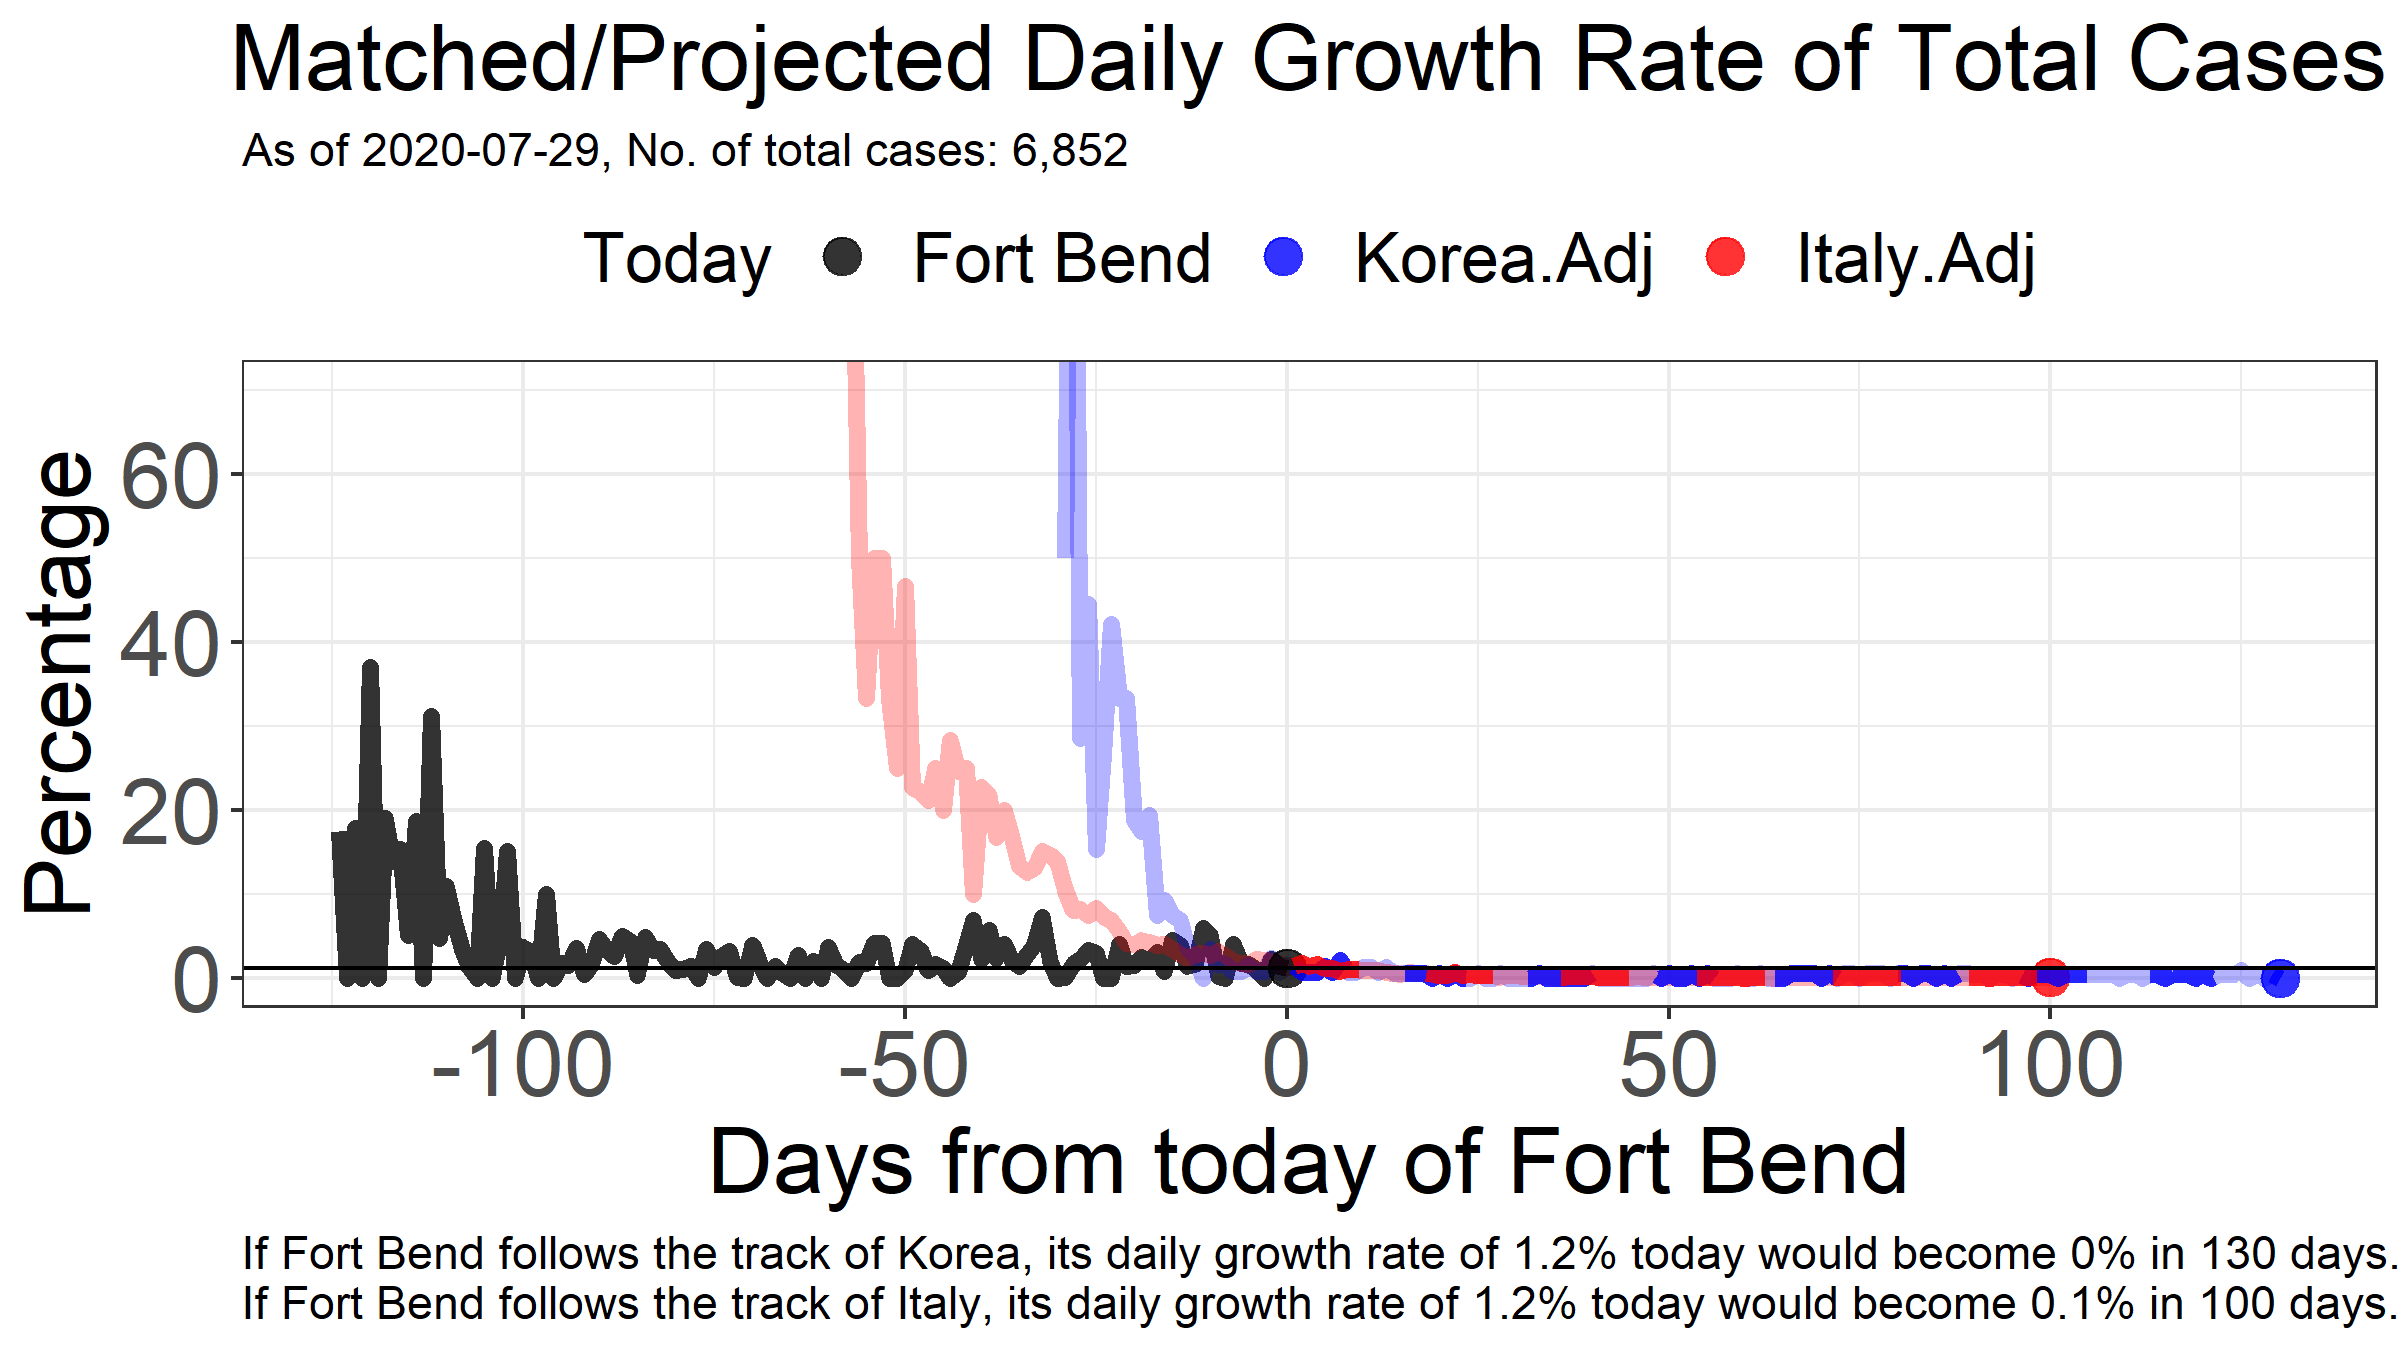 Matched/Projected Daily Growth Rate of Total Cases
As of 2020-07-29, No. of total cases: 6,852
Today Fort Bend Korea.Adj Italy.Adj
Percentage
60
40
20
0
-100 -50 0 50 100
Days from today of Fort Bend
If Fort Bend follows the track of Korea, its daily growth rate of 1.2% today would become 0% in 130 days.
If Fort Bend follows the track of Italy, its daily growth rate of 1.2% today would become 0.1% in 100 days.